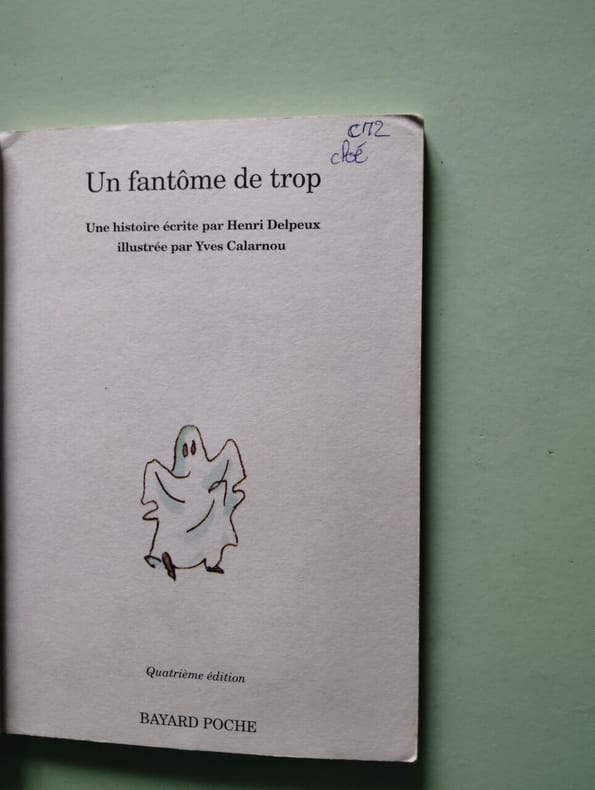 CM2
cloé
Un fantôme de trop
Une histoire écrite par Henri Delpeux
illustrée par Yves Calarnou
Quatrième édition
BAYARD POCHE